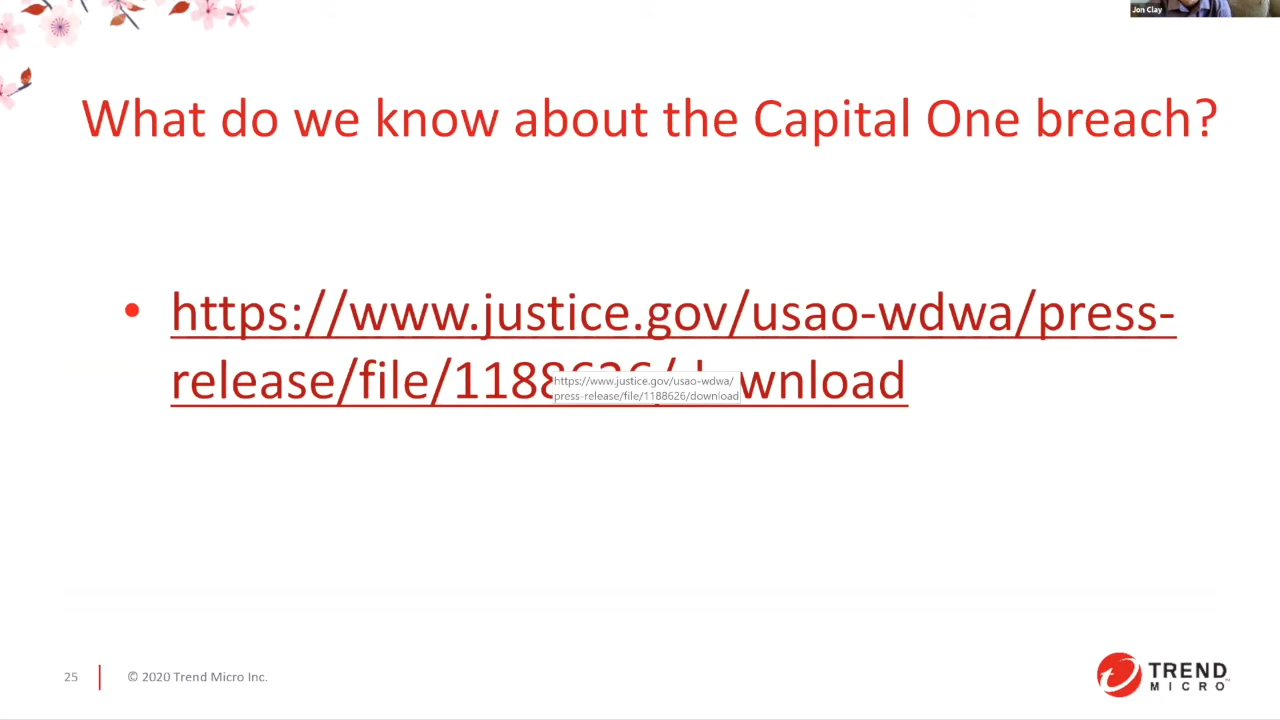 Jon Clay
What do we know about the Capital One breach?
• https://www.justice.gov/usao-wdwa/press-
release/file/1188626/download
https://www.justice.gov/usao-wdwa/
press-release/file/1188626/download
25
© 2020 Trend Micro Inc.
TREND
MICRO